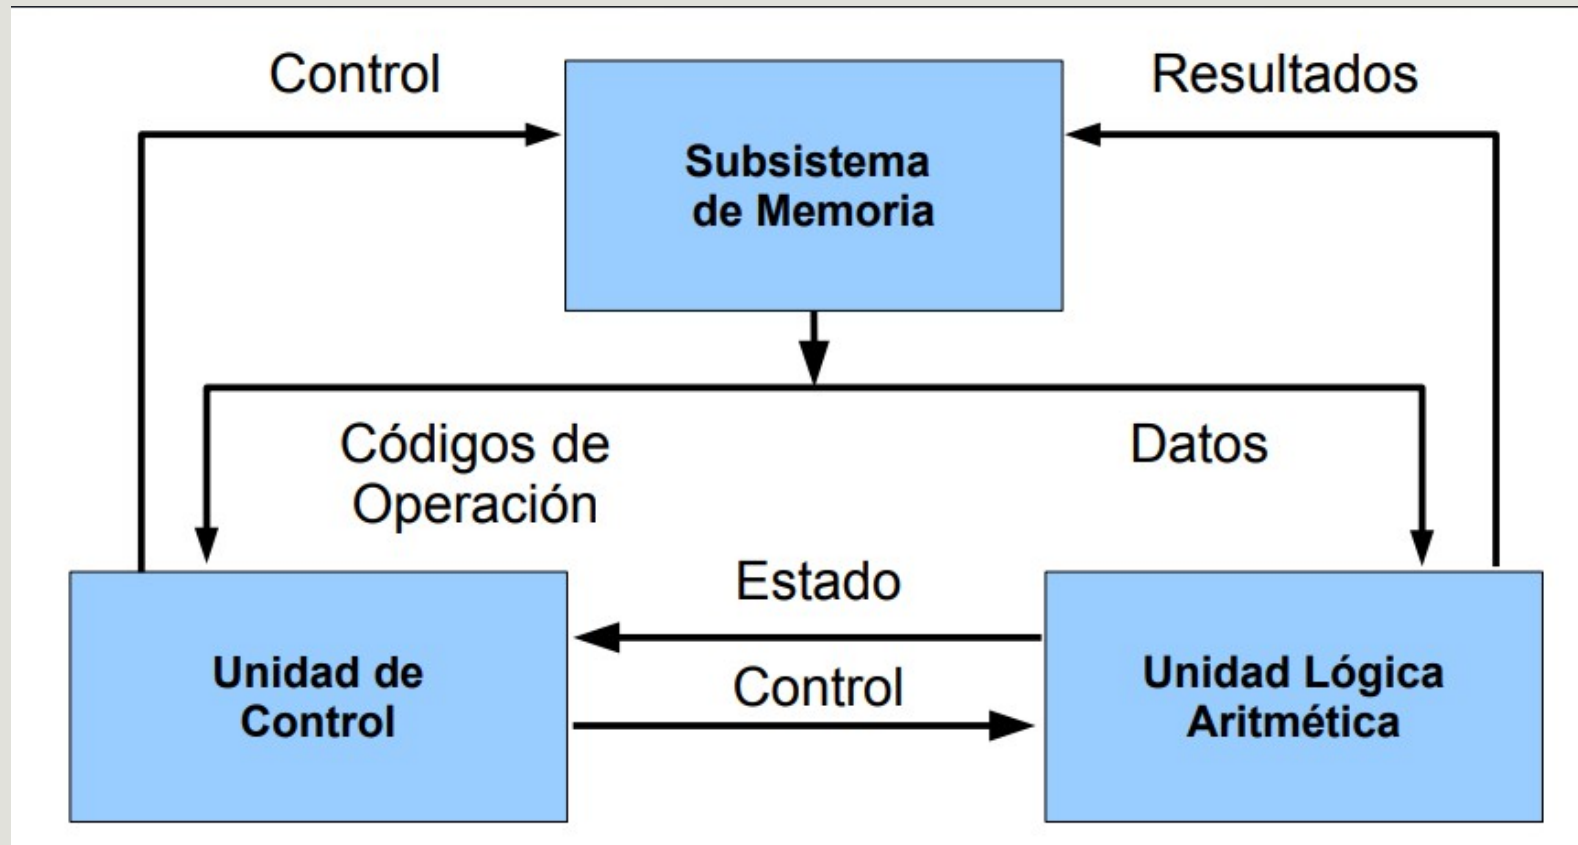 Control
Resultados
Subsistema
de Memoria
Códigos de
Operación
Datos
Estado
Control
Unidad de
Control
Unidad Lógica
Aritmética